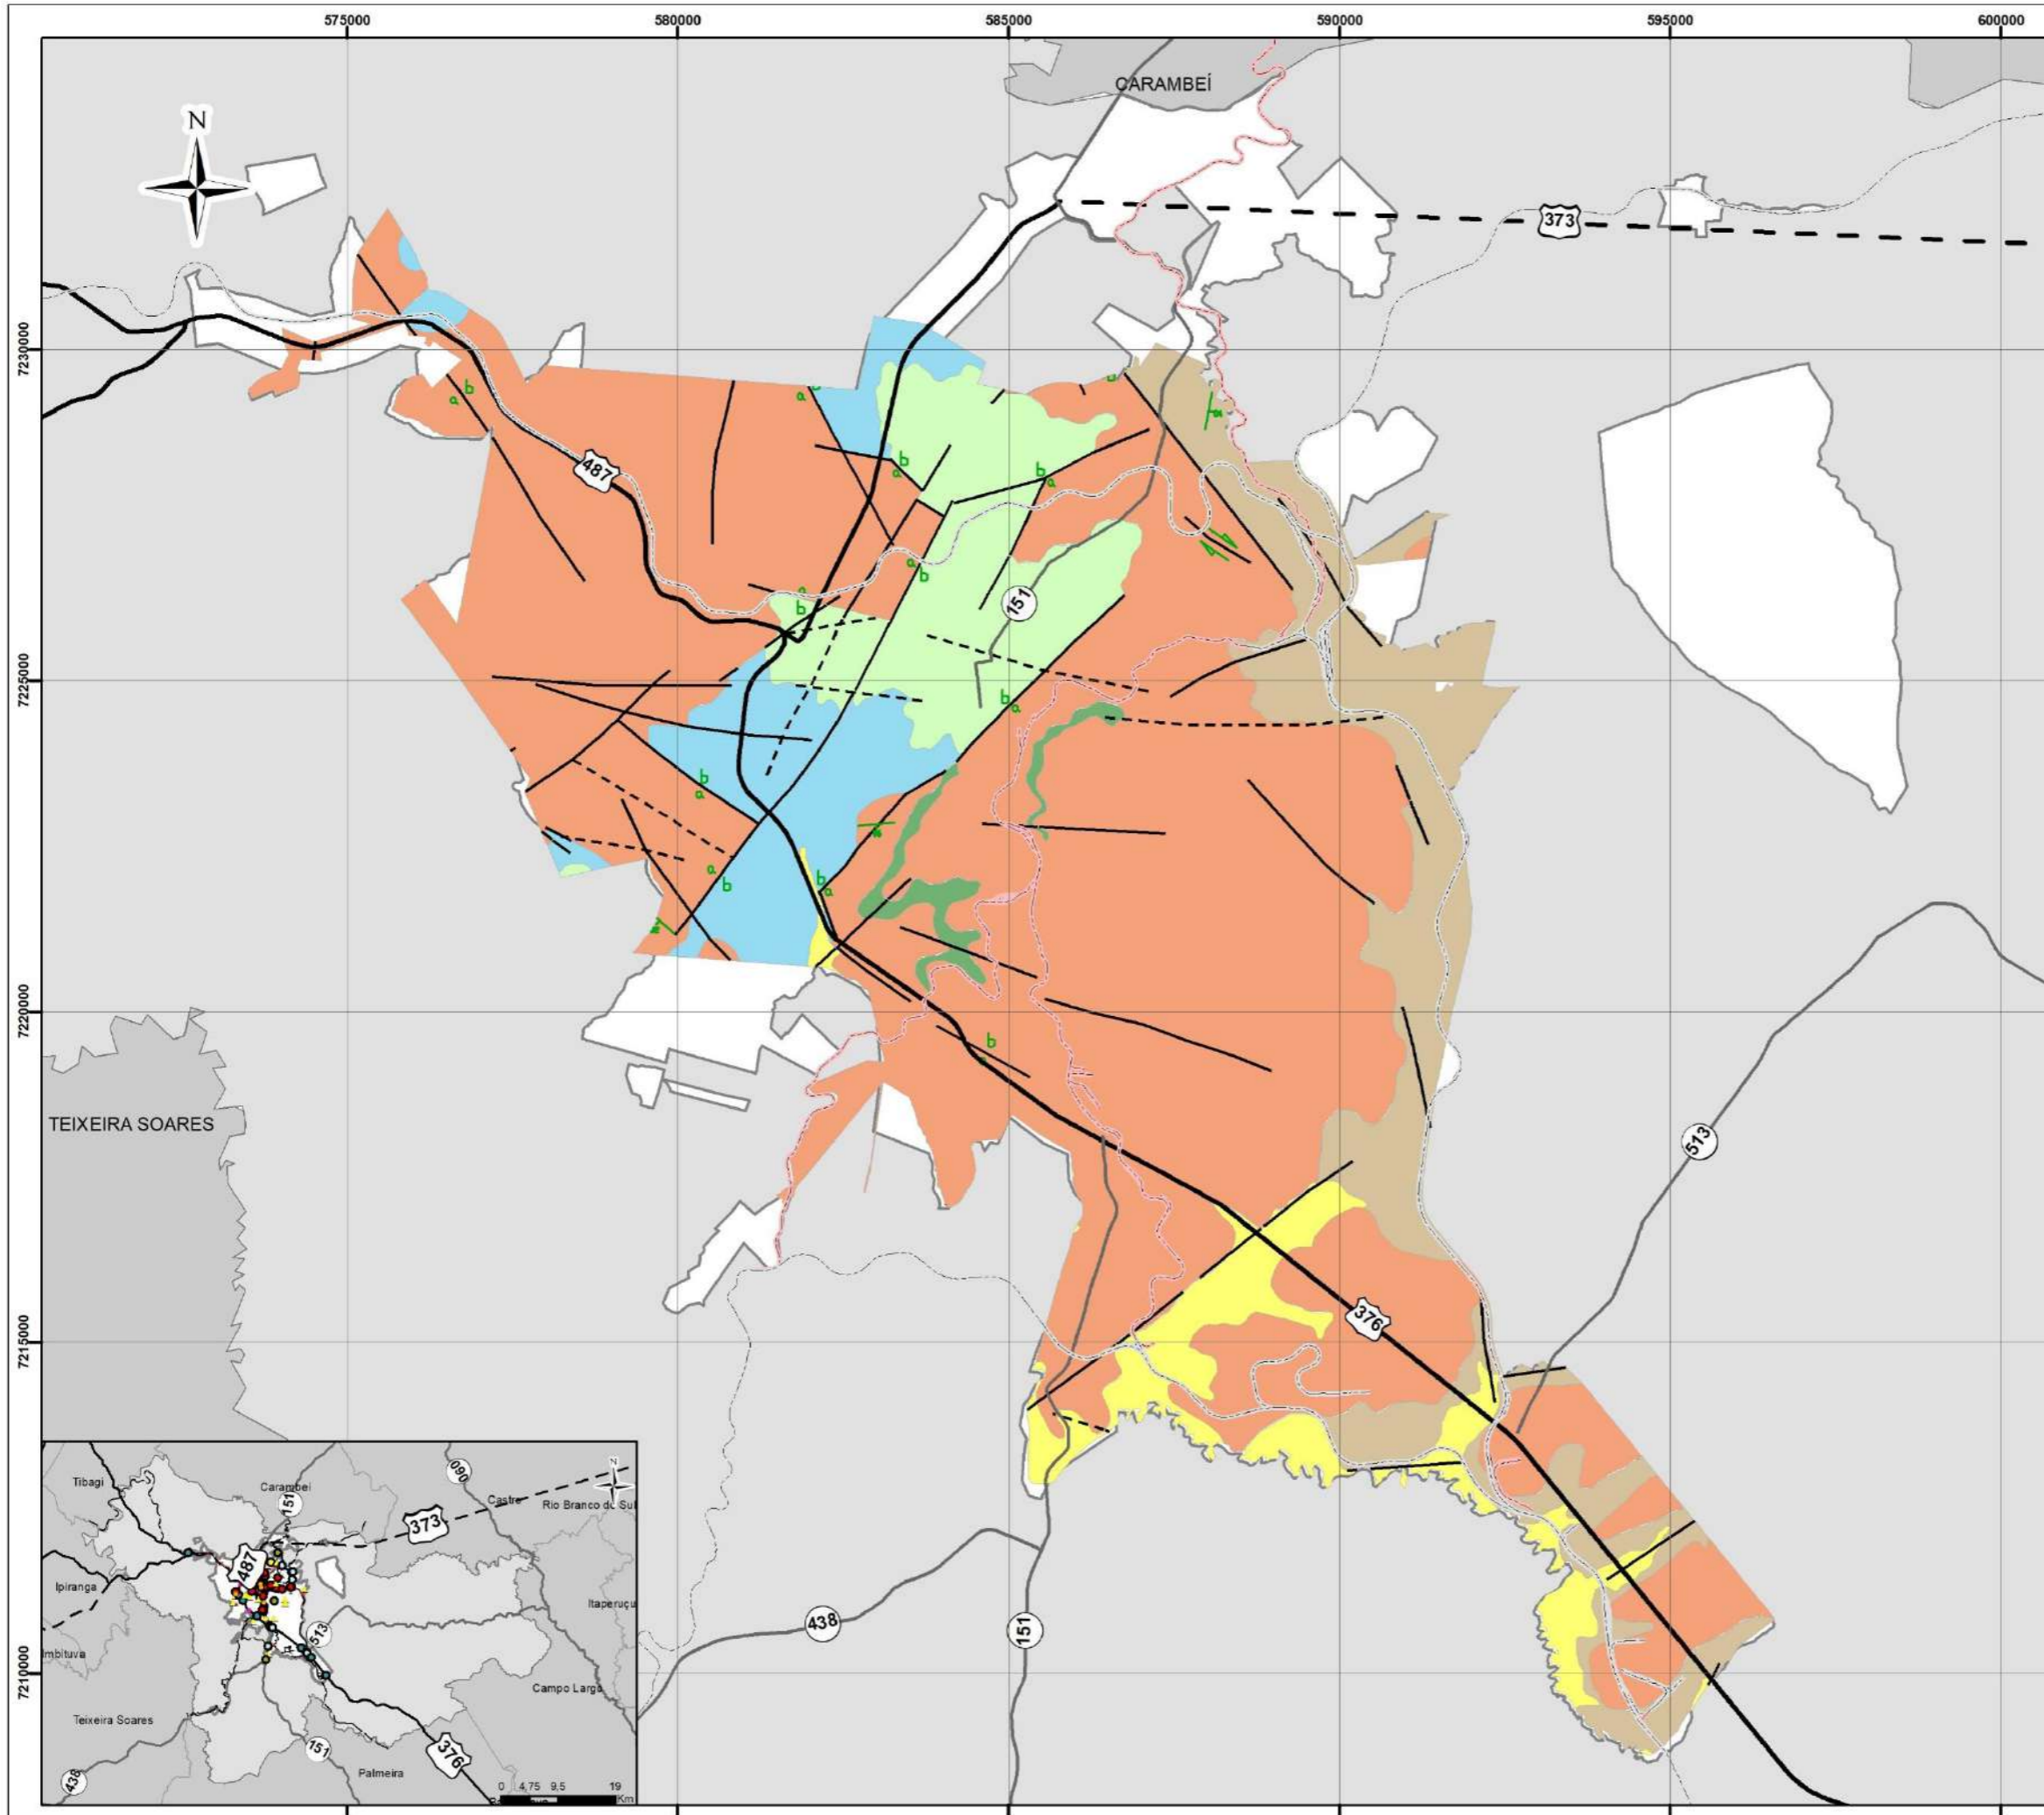 575000 580000 585000 590000 595000 600000
CARAMBEÍ
N
373
7230000
b
a
a
b
a
b
a
487
b
a
a
b
a
b
151
7225000
b
a
b
a
a
b
b
a
7220000
b
TEIXEIRA SOARES
513
376
7215000
438
151
7210000
N
Tibagi
Carambeí
090
151
Castro
Rio Branco do Sul
373
487
Ipiranga
Itaperuçu
513
Imbituva
Campo Largo
Teixeira Soares
151
376
438
Palmeira
0 4,75 9,5 19
Km